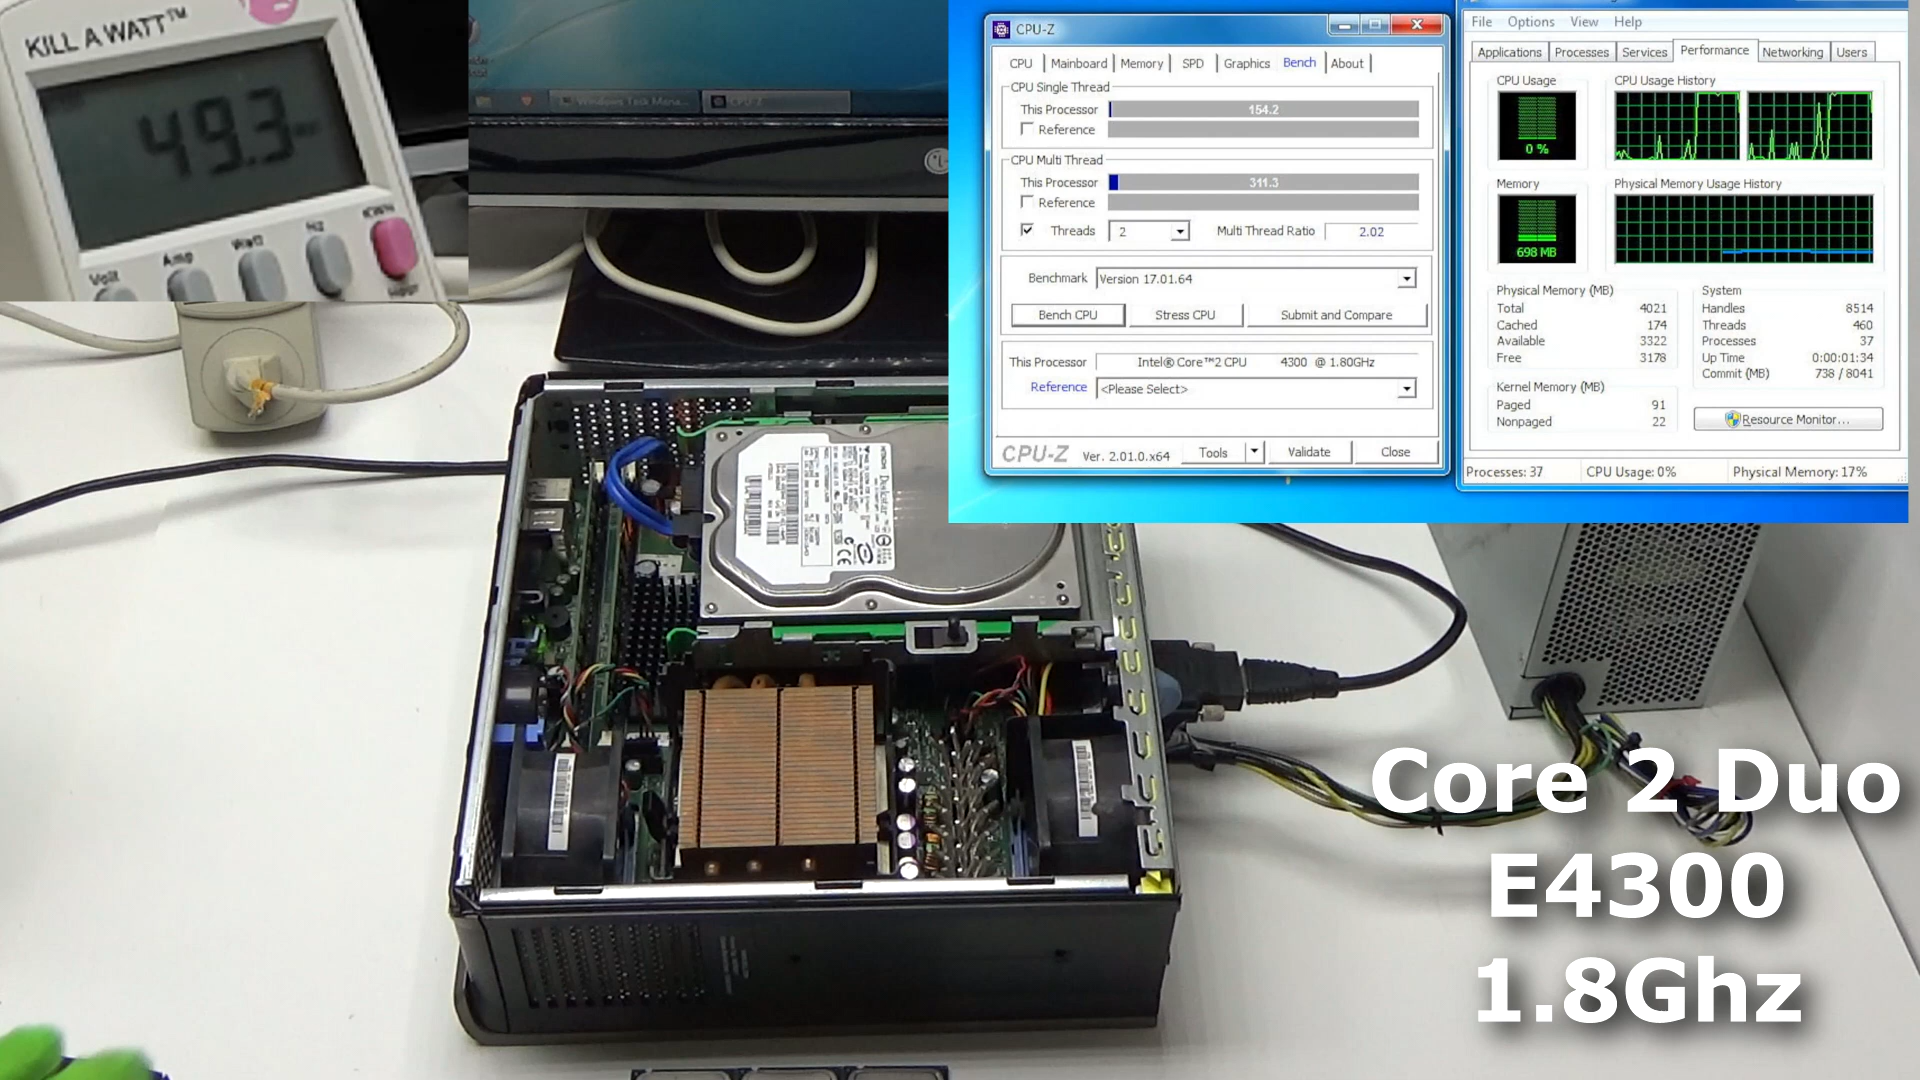 KILL A WATT™
49.3
Volt
Amp
Watt
Hz
KWH
Hour
Windows Task Mana...
CPU-Z
CPU-Z
CPU
Mainboard
Memory
SPD
Graphics
Bench
About
CPU Single Thread
This Processor
154.2
Reference
CPU Multi Thread
This Processor
311.3
Reference
Threads
2
Multi Thread Ratio
2.02
Benchmark
Version 17.01.64
Bench CPU
Stress CPU
Submit and Compare
This Processor
Intel® Core™2 CPU 4300 @ 1.80GHz
Reference
<Please Select>
CPU-Z
Ver. 2.01.0.x64
Tools
Validate
Close
File Options View Help
Applications
Processes
Services
Performance
Networking
Users
CPU Usage
0 %
CPU Usage History
Memory
698 MB
Physical Memory Usage History
Physical Memory (MB)
Total 4021
Cached 174
Available 3322
Free 3178
Kernel Memory (MB)
Paged 91
Nonpaged 22
System
Handles 8514
Threads 460
Processes 37
Up Time 0:00:01:34
Commit (MB) 738 / 8041
Resource Monitor...
Processes: 37
CPU Usage: 0%
Physical Memory: 17%
HITACHI
Deskstar
Core 2 Duo
E4300
1.8Ghz